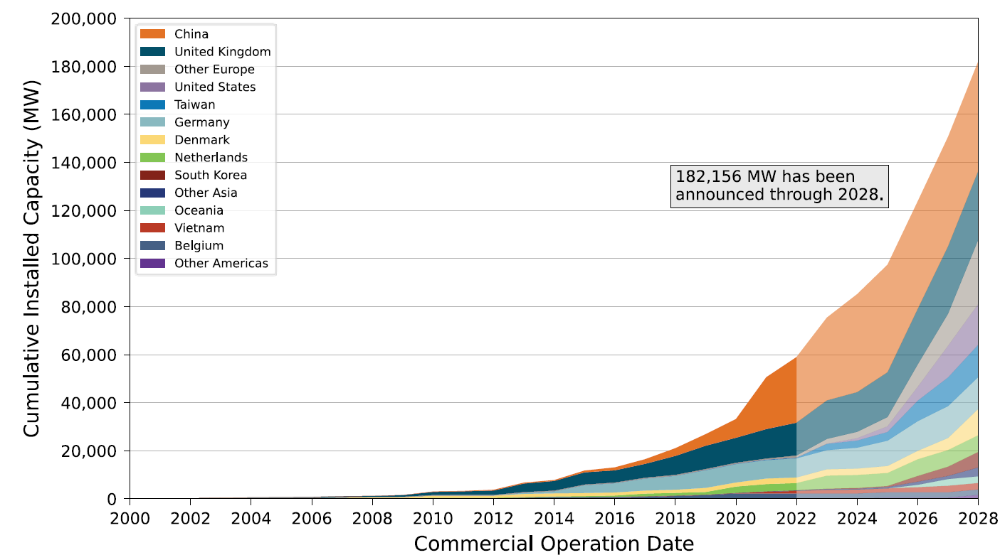 200,000
180,000
160,000
140,000
120,000
100,000
80,000
60,000
40,000
20,000
0
Cumulative Installed Capacity (MW)
China
United Kingdom
Other Europe
United States
Taiwan
Germany
Denmark
Netherlands
South Korea
Other Asia
Oceania
Vietnam
Belgium
Other Americas
182,156 MW has been
announced through 2028.
2000 2002 2004 2006 2008 2010 2012 2014 2016 2018 2020 2022 2024 2026 2028
Commercial Operation Date